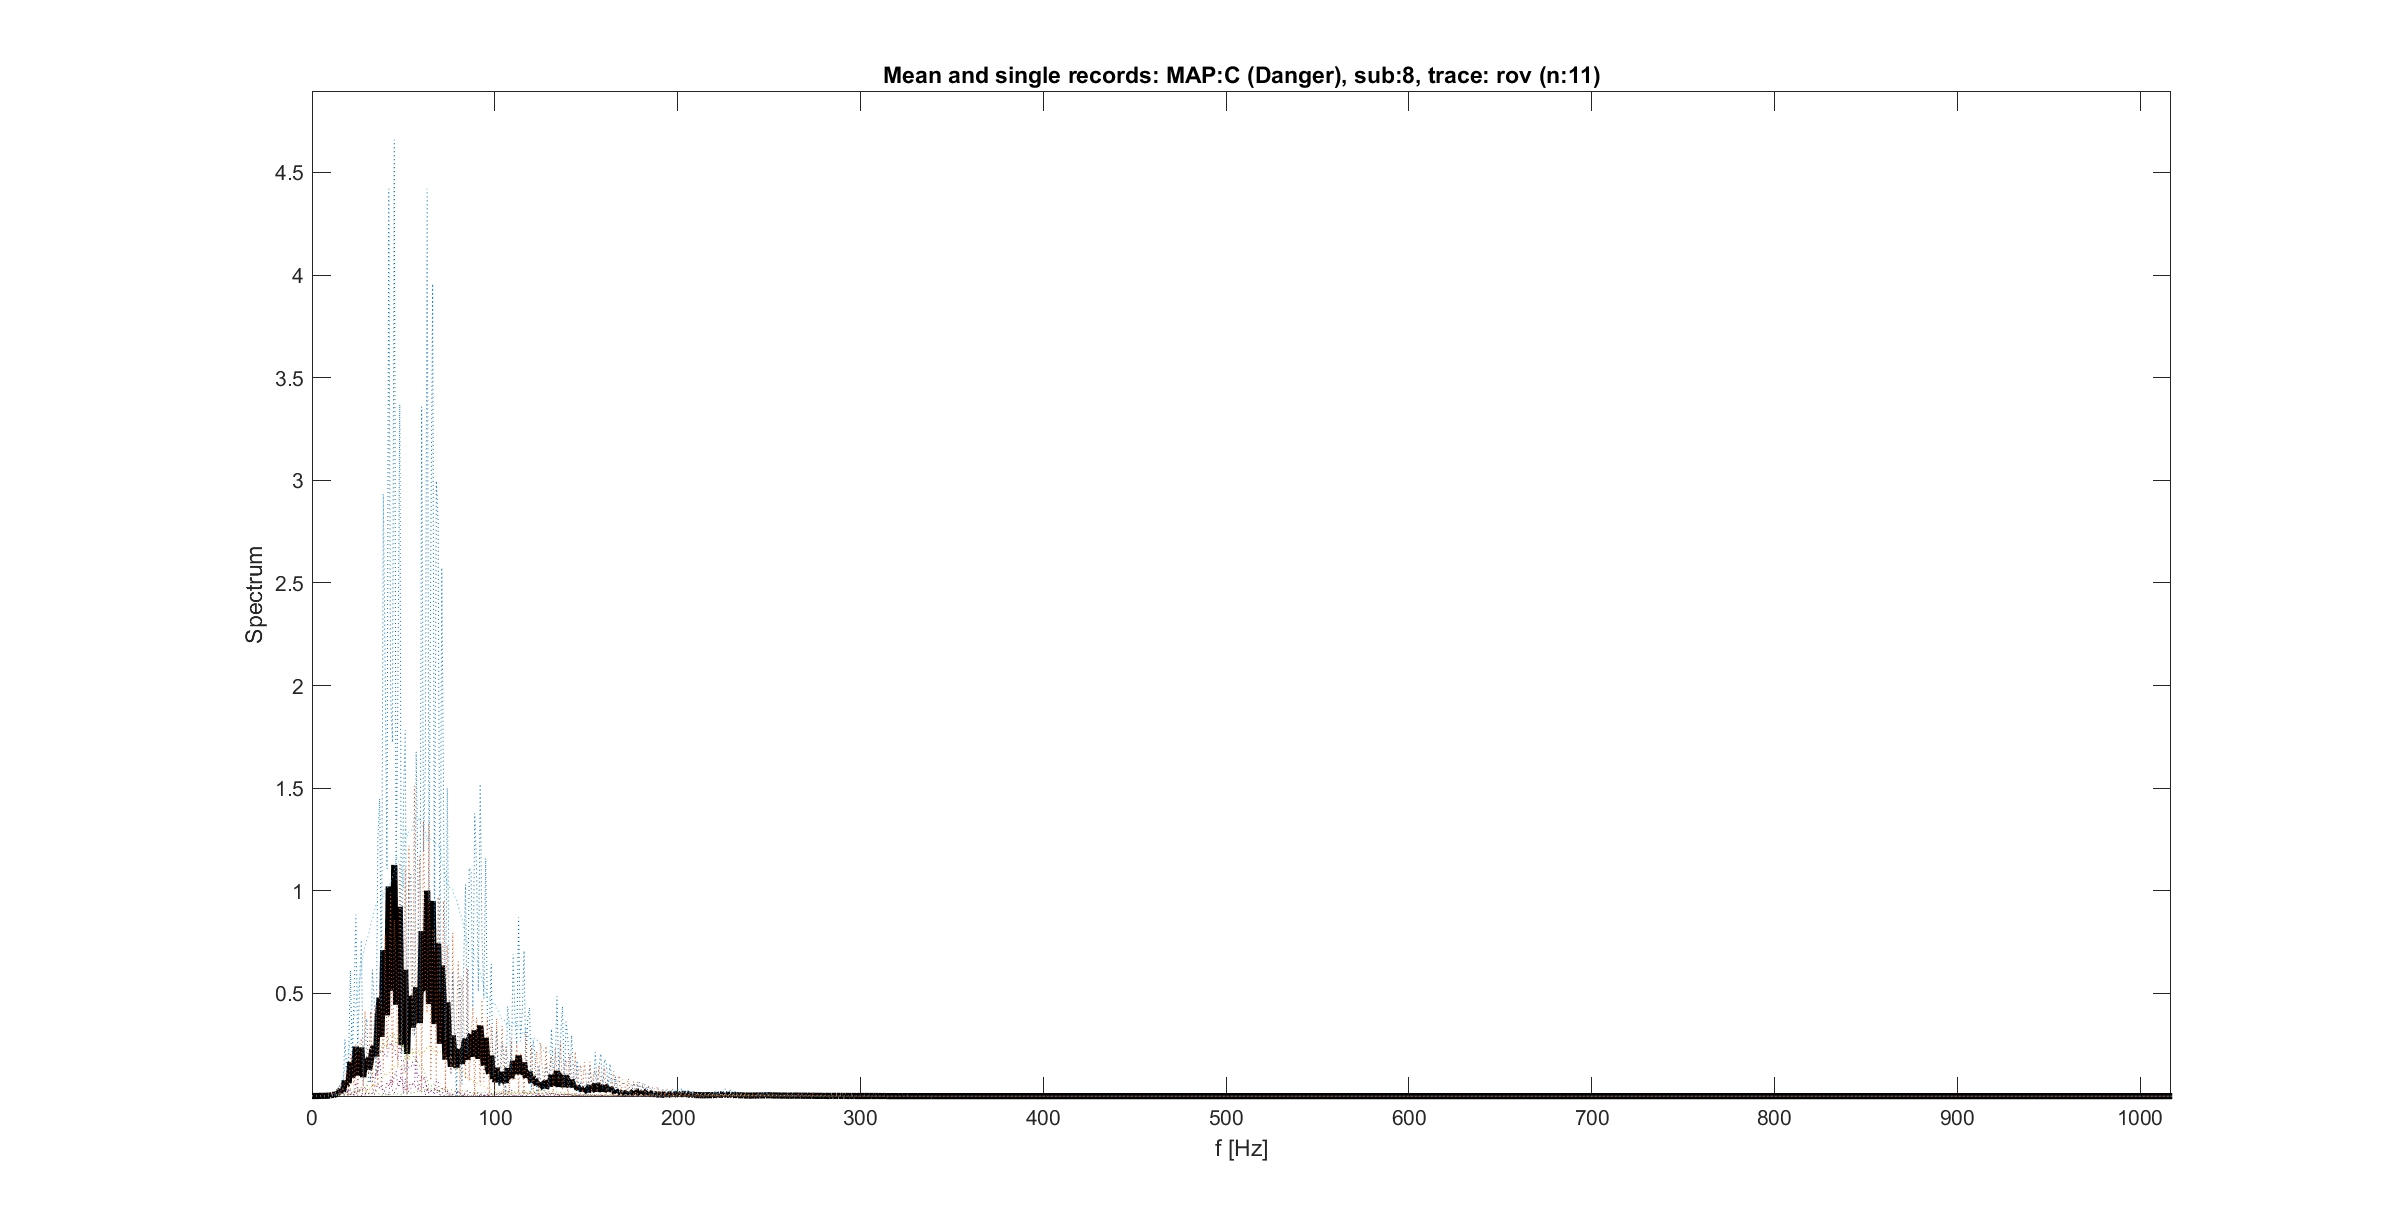 Mean and single records: MAP:C (Danger), sub:8, trace: rov (n:11)
4.5
4
3.5
3
2.5
2
1.5
1
0.5
Spectrum
0 100 200 300 400 500 600 700 800 900 1000
f [Hz]